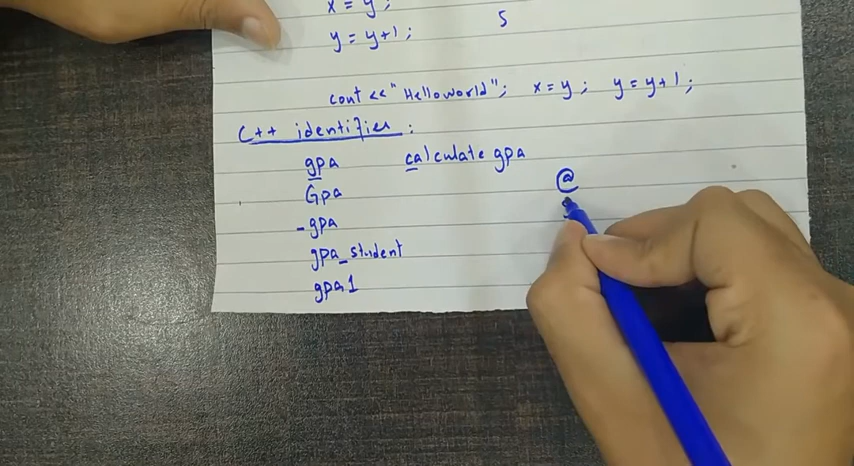 x = y ;
5
y = y+1 ;
cout << "Helloworld"; x = y ; y = y+1 ;
C++ identifier :
gpa calculate gpa
@
Gpa
_gpa
gpa_student
gpa1